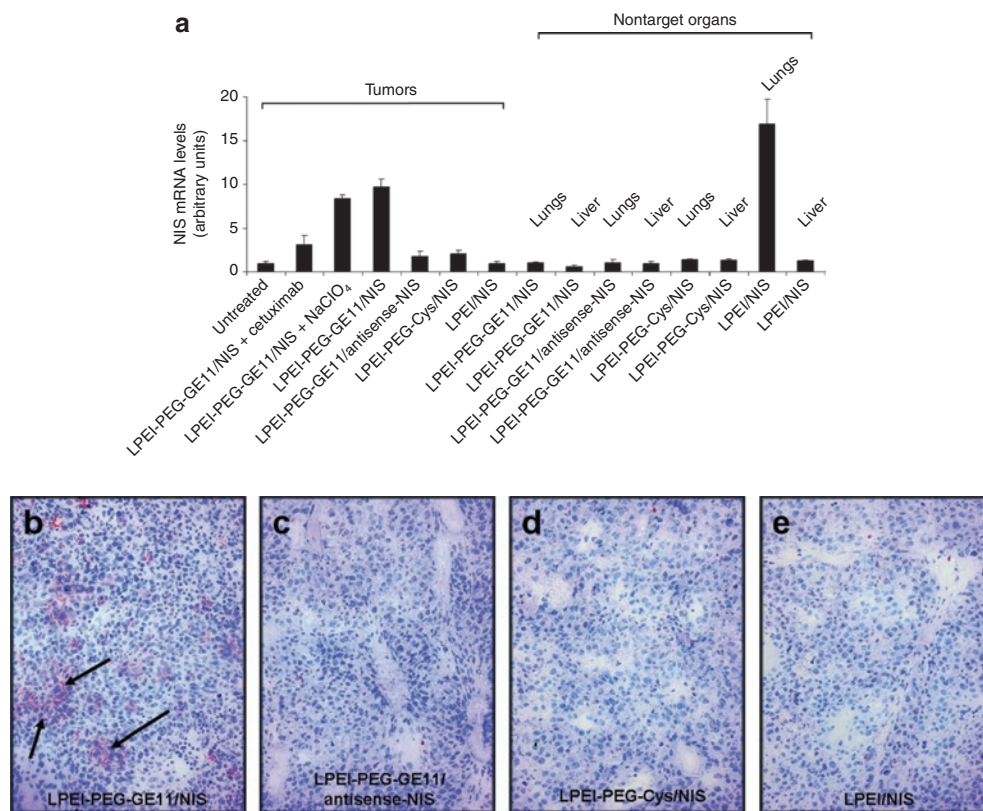 a
Nontarget organs
Tumors
Lungs
20
15
10
5
0
NIS mRNA levels
(arbitrary units)
Lungs
Liver
Lungs
Liver
Lungs
Liver
Liver
Untreated
LPEI-PEG-GE11/NIS + cetuximab
LPEI-PEG-GE11/NIS + NaClO₄
LPEI-PEG-GE11/NIS
LPEI-PEG-GE11/antisense-NIS
LPEI-PEG-Cys/NIS
LPEI/NIS
LPEI-PEG-GE11/NIS
LPEI-PEG-GE11/NIS
LPEI-PEG-GE11/antisense-NIS
LPEI-PEG-GE11/antisense-NIS
LPEI-PEG-Cys/NIS
LPEI-PEG-Cys/NIS
LPEI/NIS
LPEI/NIS
b
LPEI-PEG-GE11/NIS
c
LPEI-PEG-GE11/
antisense-NIS
d
LPEI-PEG-Cys/NIS
e
LPEI/NIS